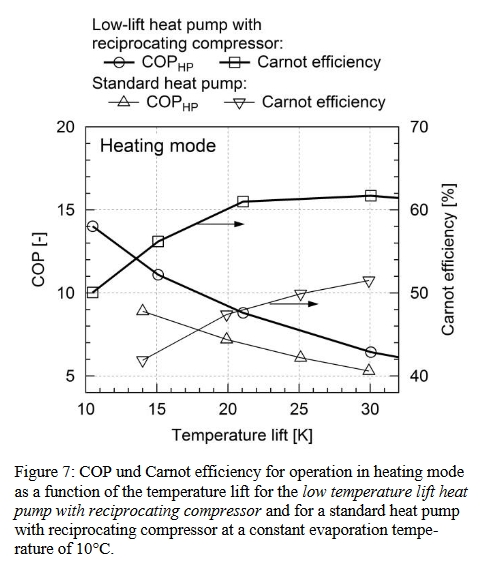 Low-lift heat pump with
reciprocating compressor:
COPHP Carnot efficiency
Standard heat pump:
COPHP Carnot efficiency
20 70
Heating mode
15 60
COP [-]
Carnot efficiency [%]
10 50
5 40
10 15 20 25 30
Temperature lift [K]
Figure 7: COP und Carnot efficiency for operation in heating mode
as a function of the temperature lift for the low temperature lift heat
pump with reciprocating compressor and for a standard heat pump
with reciprocating compressor at a constant evaporation tempe-
rature of 10°C.